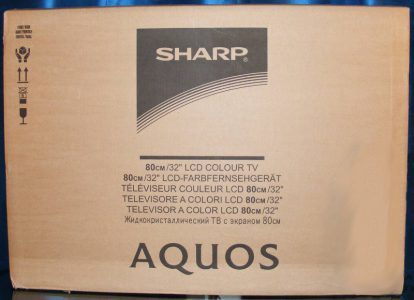 SHARP®
80CM/32" LCD COLOUR TV
80CM/32" LCD-FARBFERNSEHGERÄT
TÉLÉVISEUR COULEUR LCD 80CM/32"
TELEVISORE A COLORI LCD 80CM/32"
TELEVISOR A COLOR LCD 80CM/32"
Жидкокристаллический ТВ с экраном 80см
AQUOS